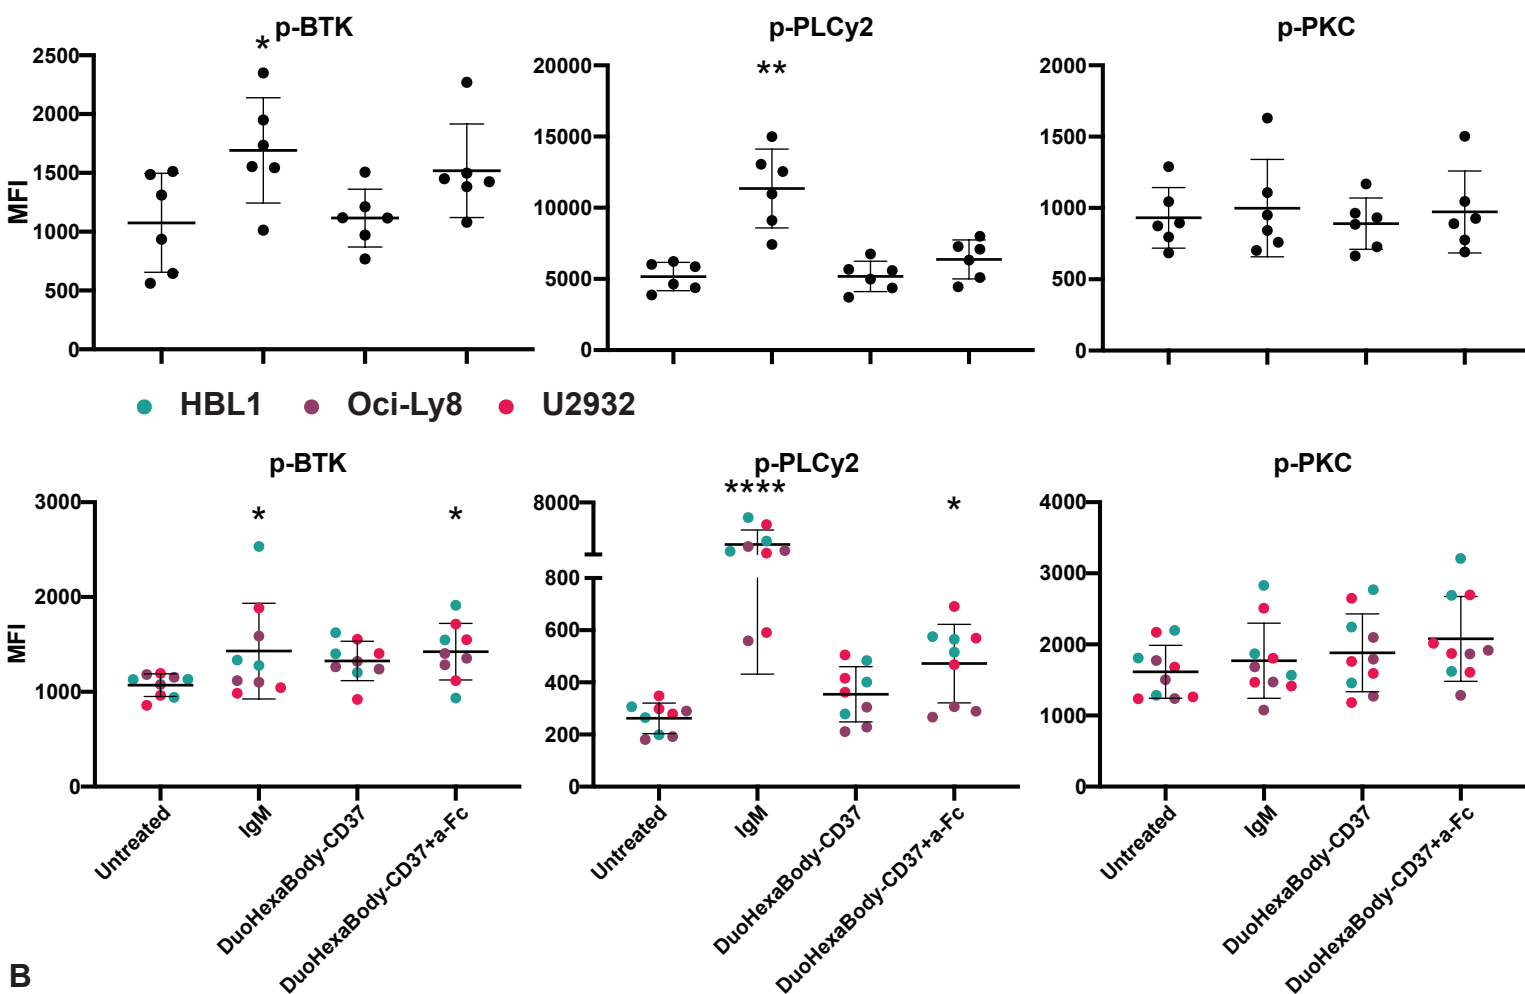 p-BTK p-PLCy2 p-PKC
* ** 
2500 20000 2000
2000 15000 1500
1500 10000 1000
1000 5000 500
500 0 0
0
MFI
HBL1 Oci-Ly8 U2932
p-BTK p-PLCy2 p-PKC
* * **** *
3000 8000 4000
2000 800 3000
1000 600 2000
0 400 1000
200 0
0
MFI
Untreated IgM DuoHexaBody-CD37 DuoHexaBody-CD37+a-Fc
Untreated IgM DuoHexaBody-CD37 DuoHexaBody-CD37+a-Fc
Untreated IgM DuoHexaBody-CD37 DuoHexaBody-CD37+a-Fc
B